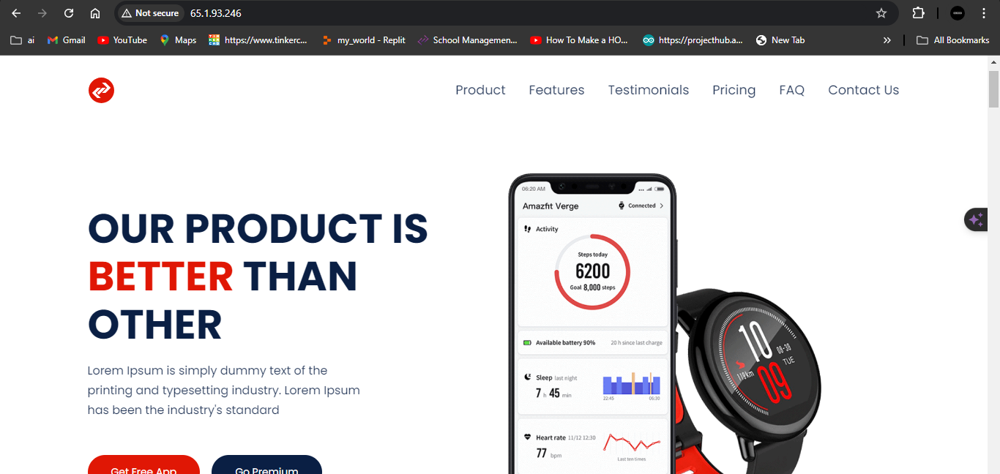 Not secure
65.1.93.246
ai
Gmail
YouTube
Maps
https://www.tinkerc...
my_world - Replit
School Managemen...
How To Make a HO...
https://projecthub.a...
New Tab
»
All Bookmarks
Product
Features
Testimonials
Pricing
FAQ
Contact Us
OUR PRODUCT IS
BETTER THAN
OTHER
Lorem Ipsum is simply dummy text of the
printing and typesetting industry. Lorem Ipsum
has been the industry's standard
Get Free App
Go Premium
06:20 AM
Amazfit Verge
Connected
Activity
Steps today
6200
Goal 8,000 steps
Available battery 90%
20 h since last charge
Sleep last night
7 h 45 min
22:45
06:30
Heart rate 11/12 12:30
77 bpm
Last ten times
10
09
08-30
TUE
118km